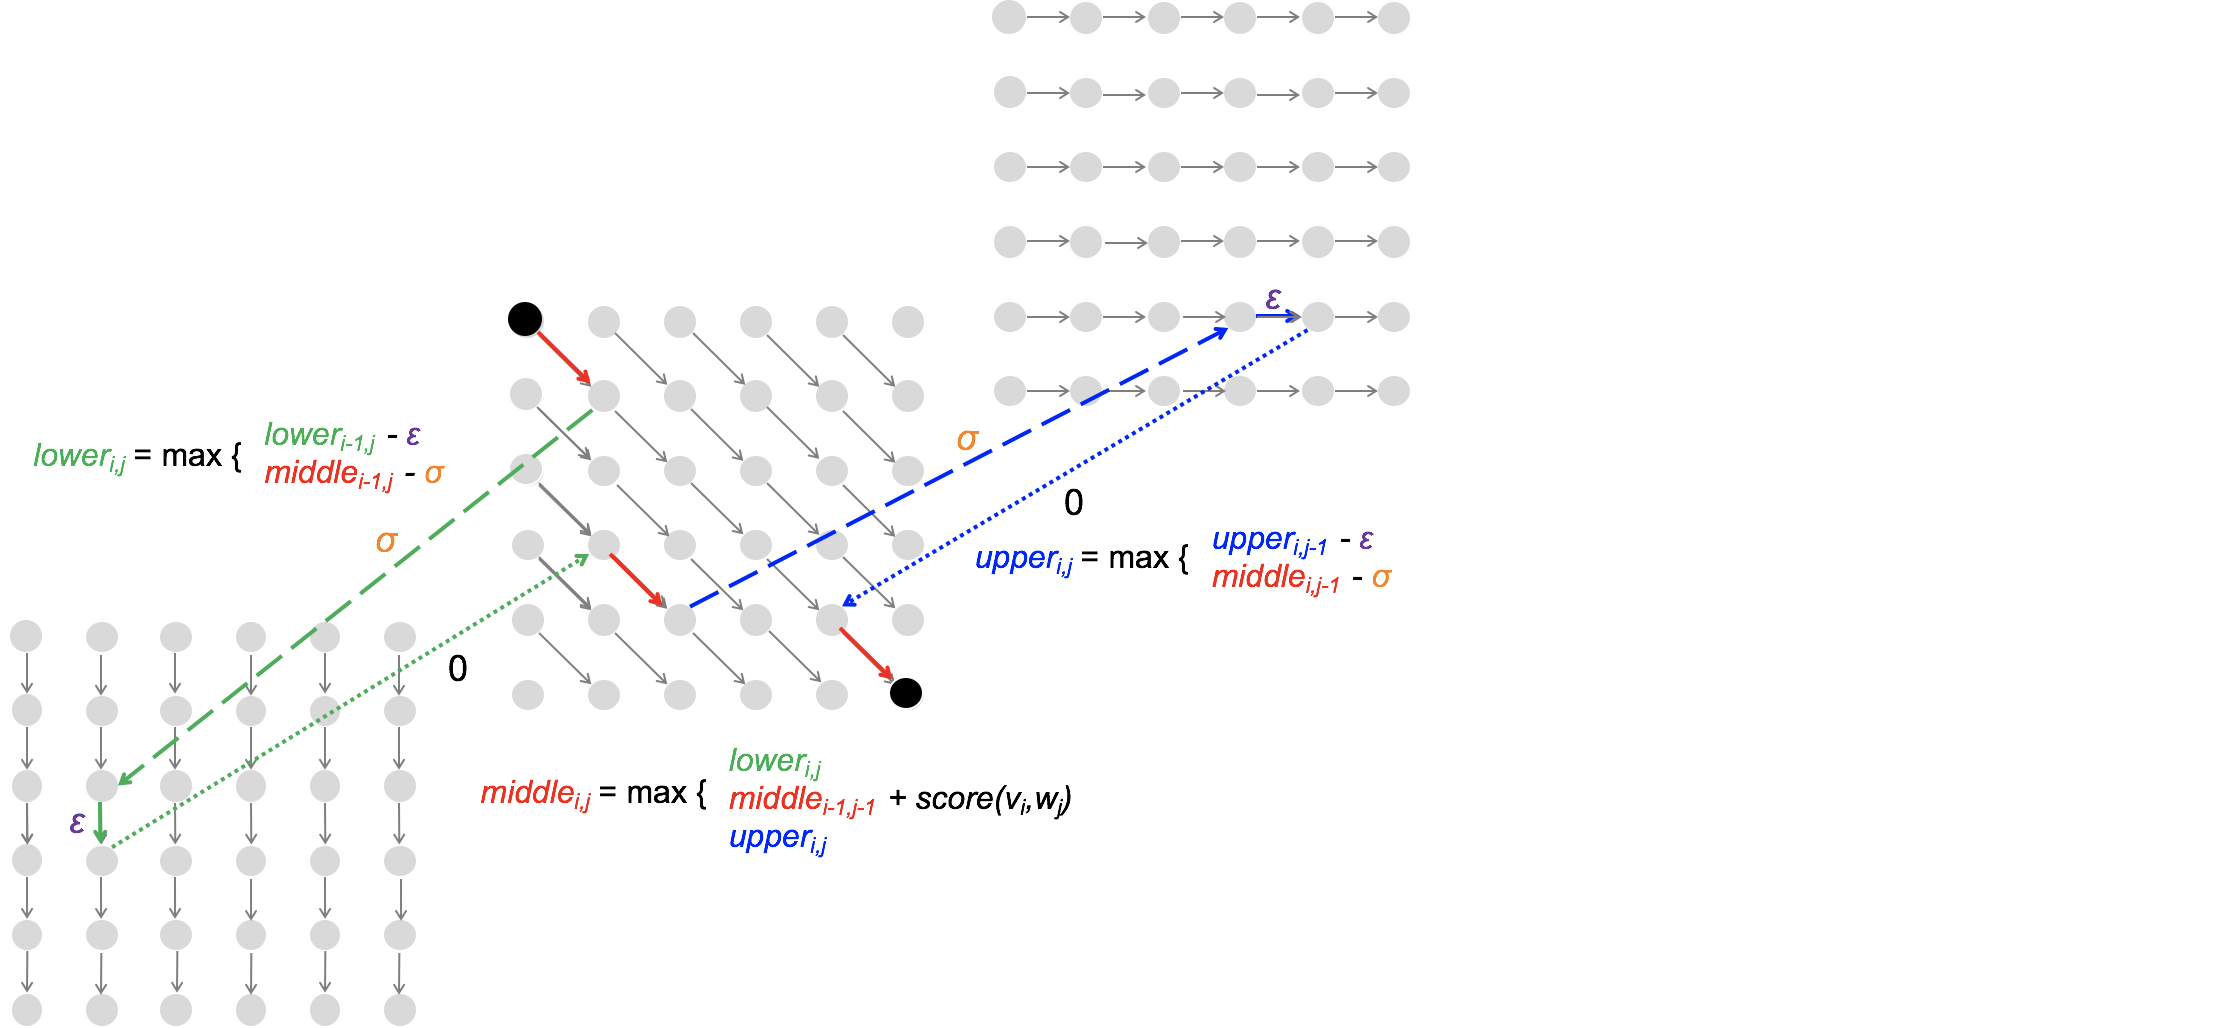 ε
σ
lower_{i,j} = max { lower_{i-1,j} - ε
middle_{i-1,j} - σ
0
σ
upper_{i,j} = max { upper_{i,j-1} - ε
middle_{i,j-1} - σ
0
ε
middle_{i,j} = max { lower_{i,j}
middle_{i-1,j-1} + score(v_i,w_j)
upper_{i,j}